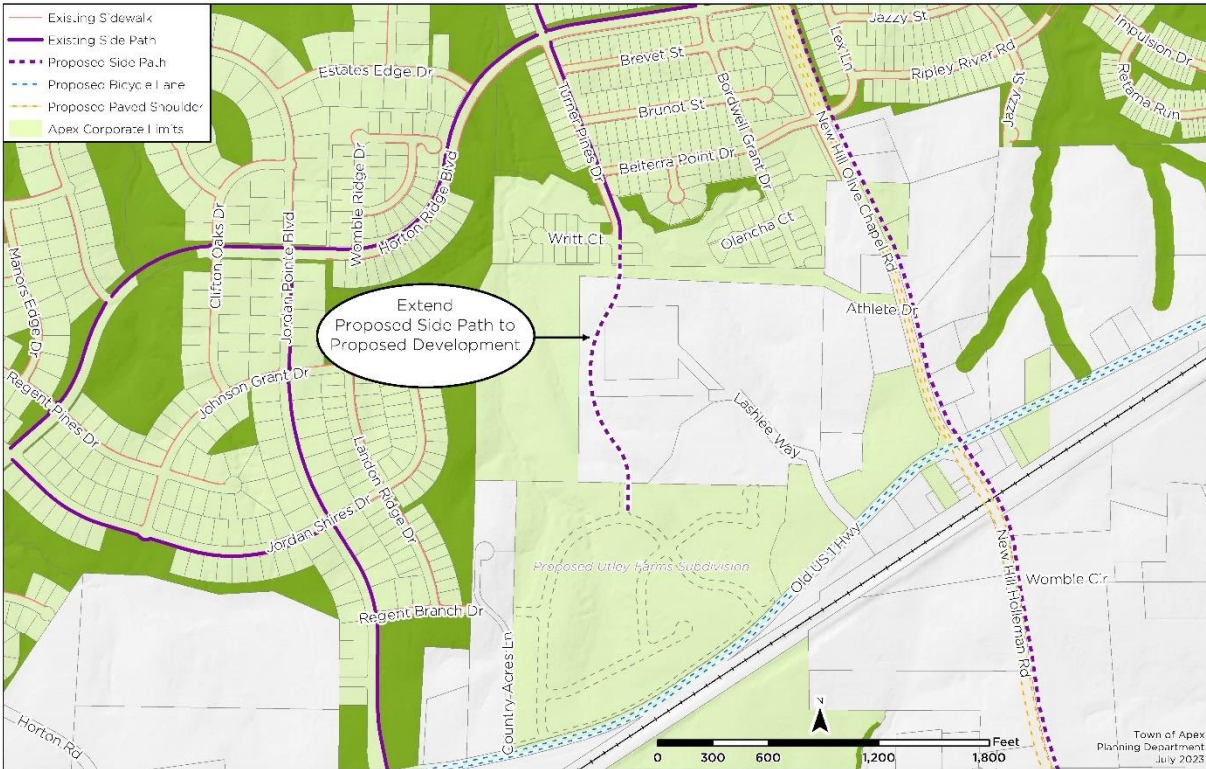 Existing Sidewalk
Existing Side Path
Proposed Side Path
Proposed Bicycle Lane
Proposed Paved Shoulder
Apex Corporate Limits
Jazzy St
Lex Ln
Ripley River Rd
Impulsion Dr
Retama Run
Jazzy St
Estates Edge Dr
Brevet St
Brunot St
Bordwell Grant Dr
Turner Pines Dr
Belterra Point Dr
New Hill Olive Chapel Rd
Womble Ridge Dr
Horton Ridge Blvd
Clifton Oaks Dr
Jordan Pointe Blvd
Manors Edge Dr
Writt Ct
Olancha Ct
Athlete Dr
Extend
Proposed Side Path to
Proposed Development
Regent Pines Dr
Johnson Grant Dr
Landon Ridge Dr
Lashlee Way
Jordan Shires Dr
Old US 1 Hwy
Proposed Utley Farms Subdivision
Regent Branch Dr
Country Acres Ln
New Hill Holleman Rd
Womble Cir
Horton Rd
N
Feet
0 300 600 1,200 1,800
Town of Apex
Planning Department
July 2023